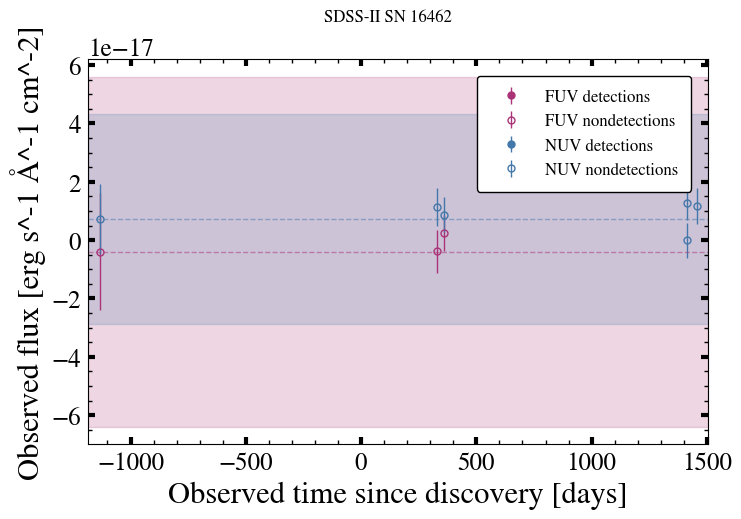 SDSS-II SN 16462
1e−17
6
4
2
0
−2
−4
−6
Observed flux [erg s^-1 Å^-1 cm^-2]
FUV detections
FUV nondetections
NUV detections
NUV nondetections
−1000
−500
0
500
1000
1500
Observed time since discovery [days]